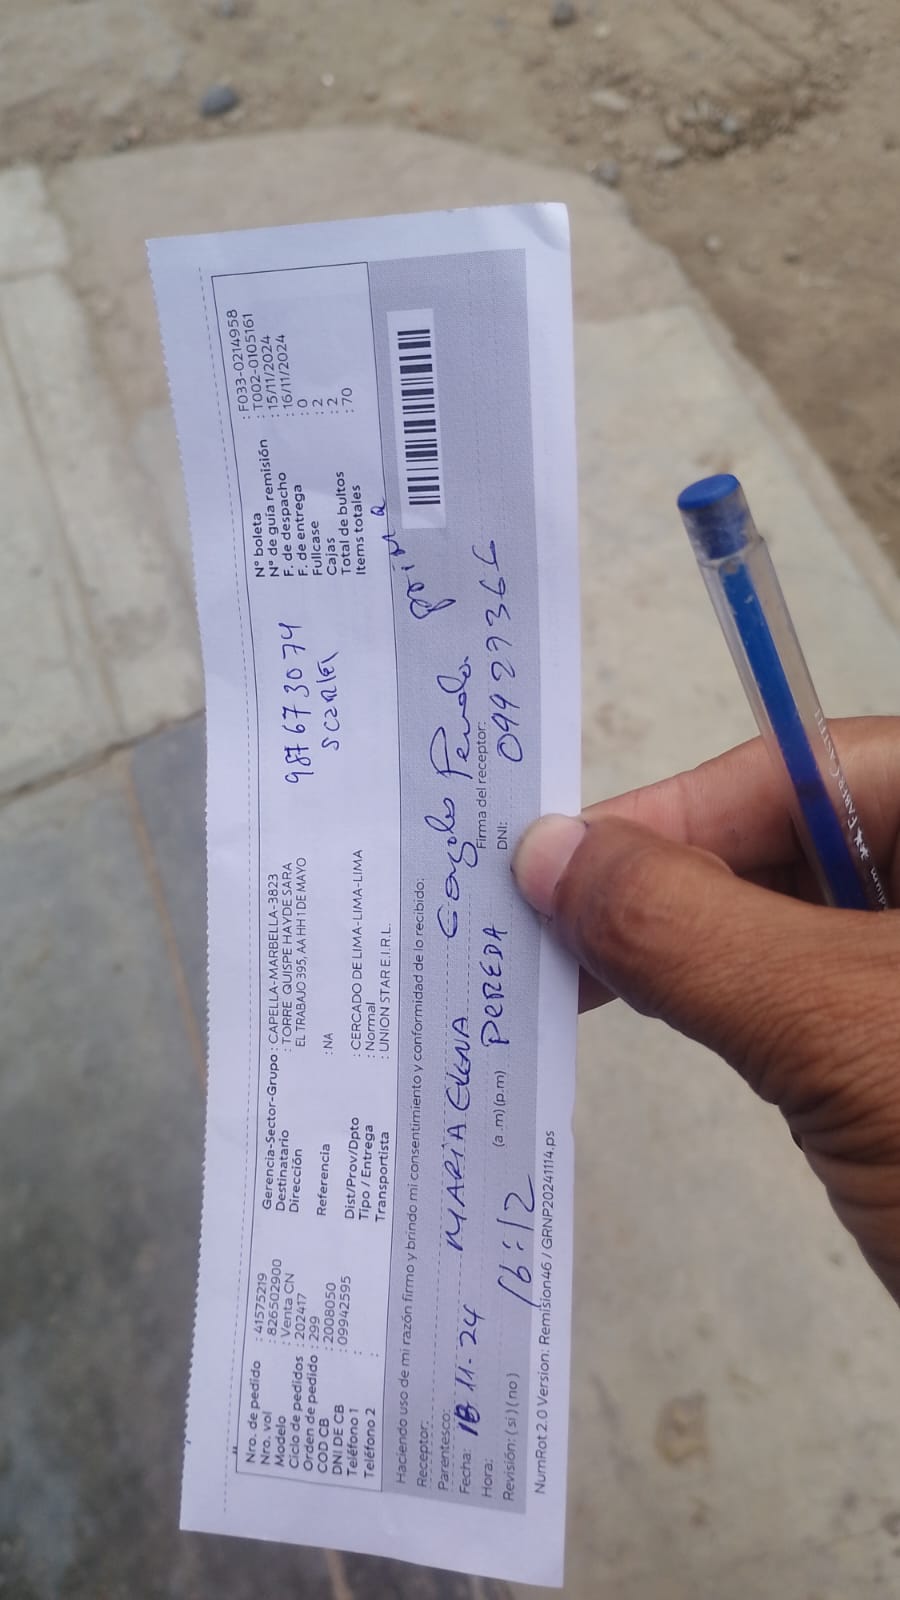 Nro. de pedido : 41575219
Nro. vol : 826502900
Modelo : Venta CN
Ciclo de pedidos : 202417
Orden de pedido : 299
COD CB : 2008050
DNI DE CB : 09942595
Teléfono 1 :
Teléfono 2 :
Gerencia-Sector-Grupo : CAPELLA-MARBELLA-3823
Destinatario : TORRE QUISPE HAYDE SARA
Dirección EL TRABAJO 395, AA HH 1 DE MAYO
Referencia : NA
Dist/Prov/Dpto : CERCADO DE LIMA-LIMA-LIMA
Tipo / Entrega : Normal
Transportista : UNION STAR E.I.R.L.
987673074
SCARLET
N° boleta : F033-0214958
N° de guía remisión : T002-0105161
F. de despacho : 15/11/2024
F. de entrega : 16/11/2024
Fullcase : 0
Cajas : 2
Total de bultos : 2
Items totales : 70
Haciendo uso de mi razón firmo y brindo mi consentimiento y conformidad de lo recibido:
Receptor: MARIA ELENA
Parentesco: prima
Fecha: 18.11.24
PEREDA
Firma del receptor:
Hora: 16:12 (a.m)(p.m)
DNI: 09927366
Revisión: (si) (no)
NumRot 2.0 Version: Remision46 / GRNP20241114.ps
FABER CASTELL